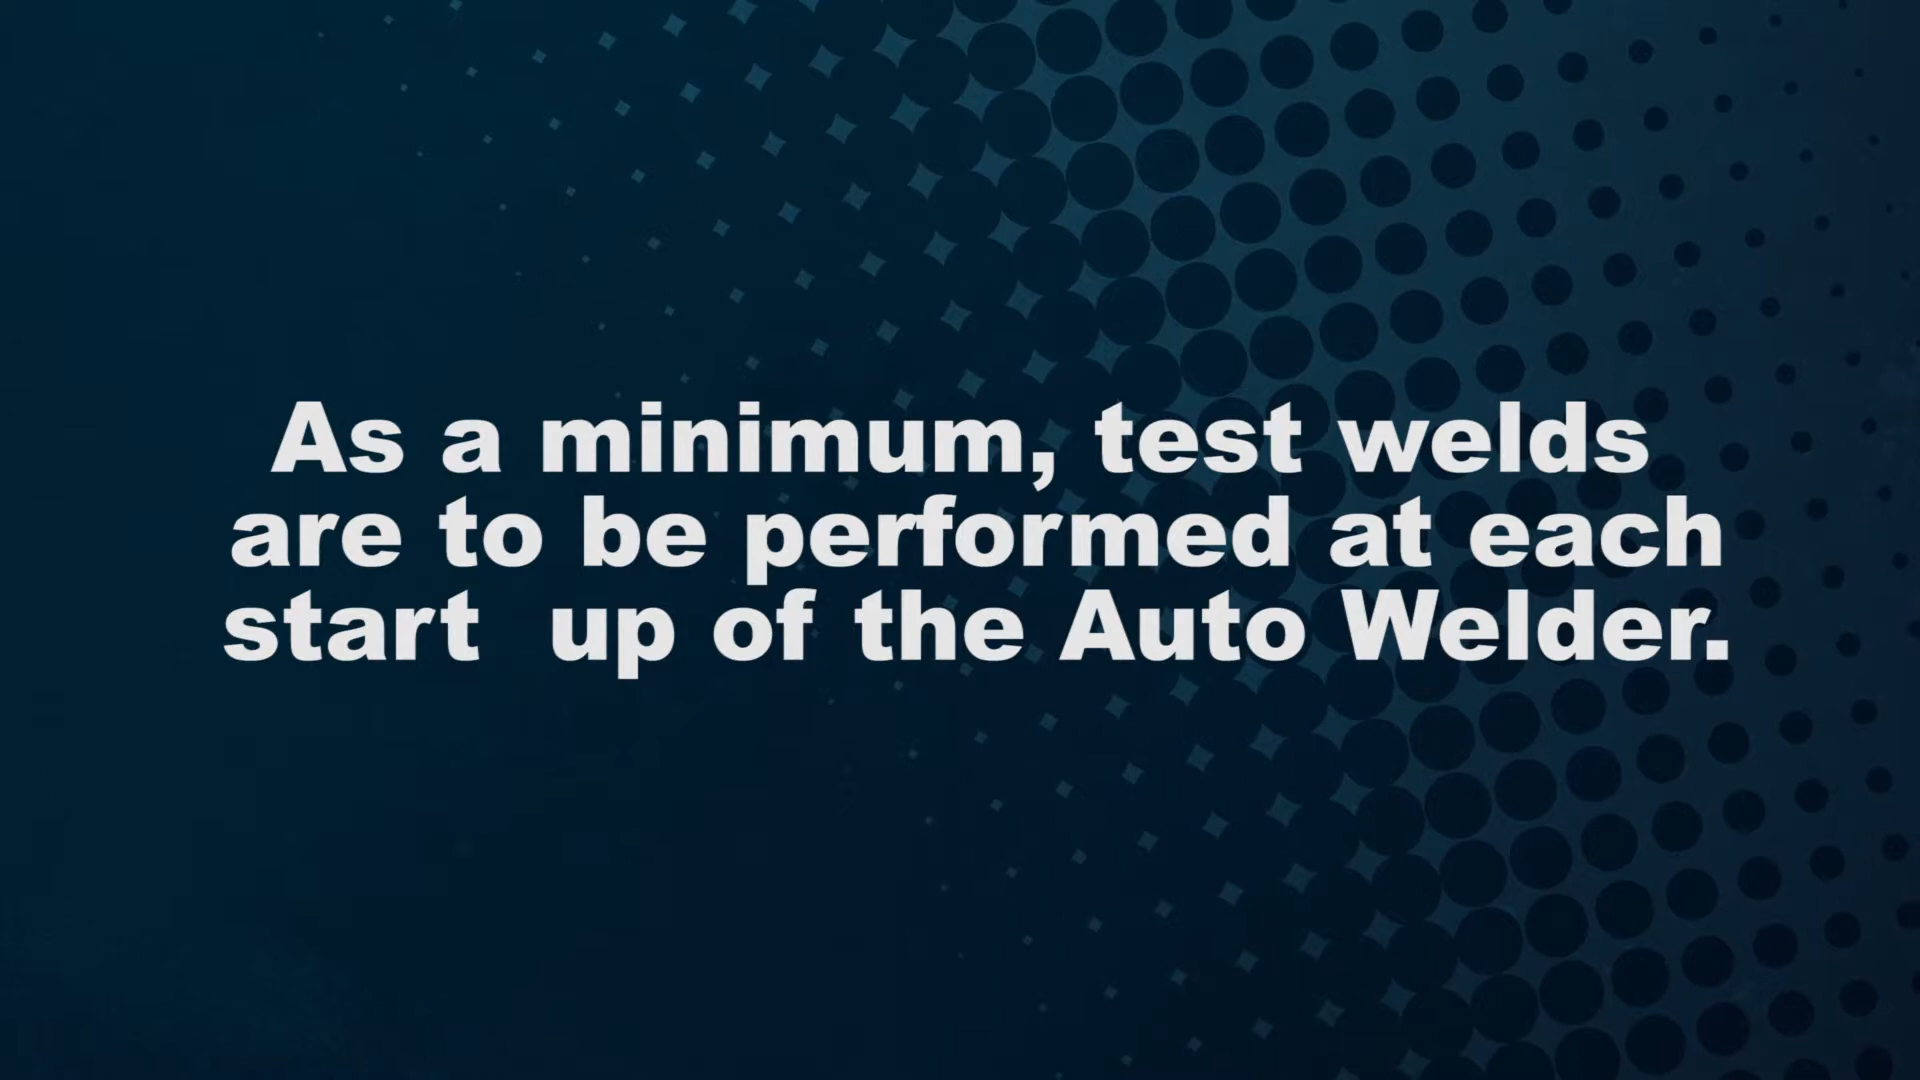 As a minimum, test welds
are to be performed at each
start  up of the Auto Welder.